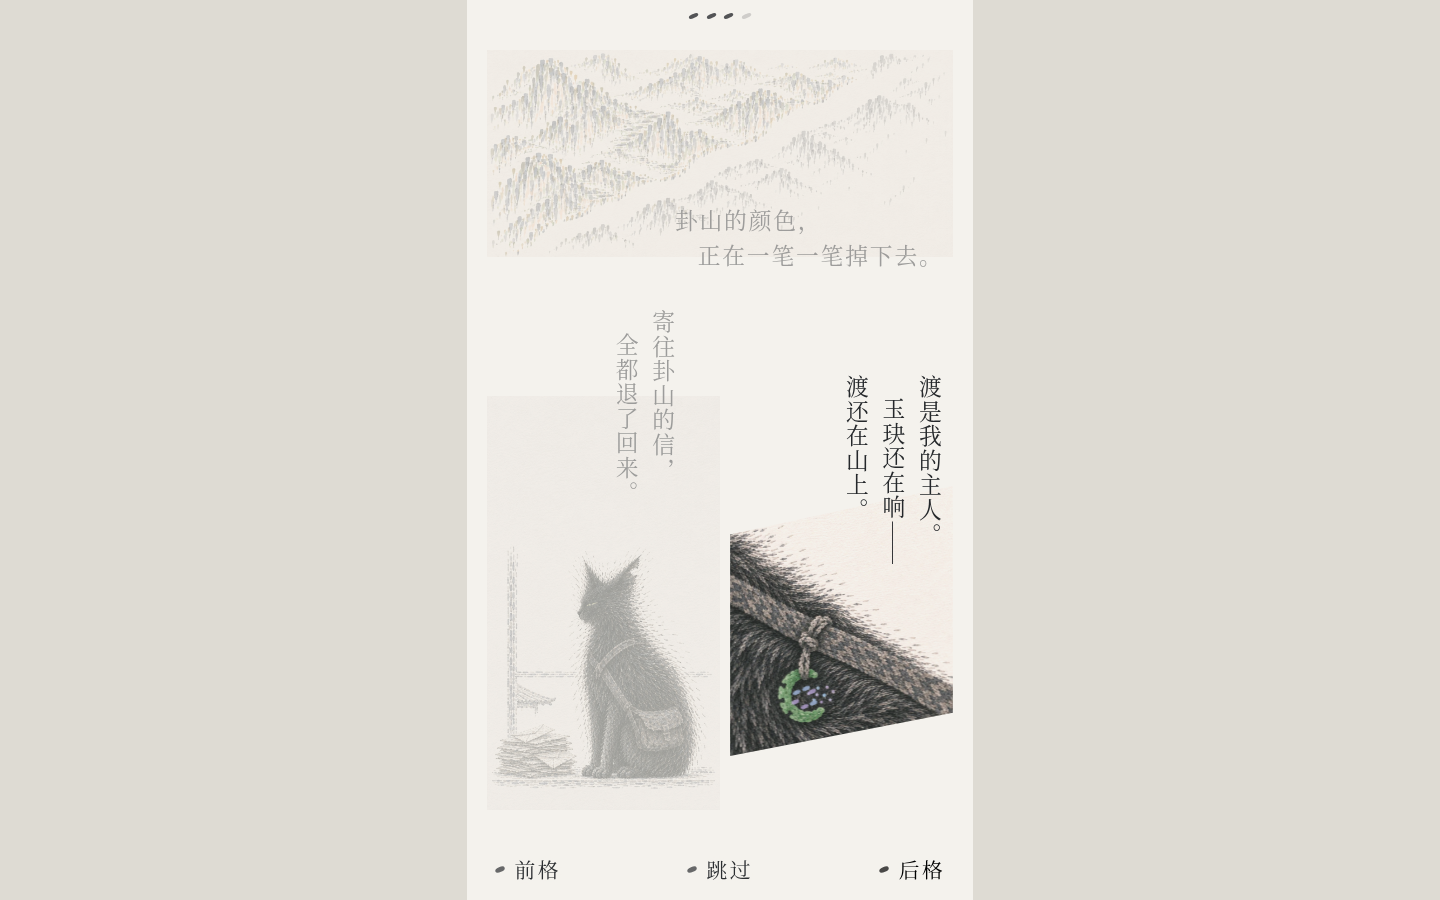 卦山的颜色，
正在一笔一笔掉下去。
寄往卦山的信，
全都退了回来。
渡是我的主人。
玉玦还在响——
渡还在山上。
前格
跳过
后格